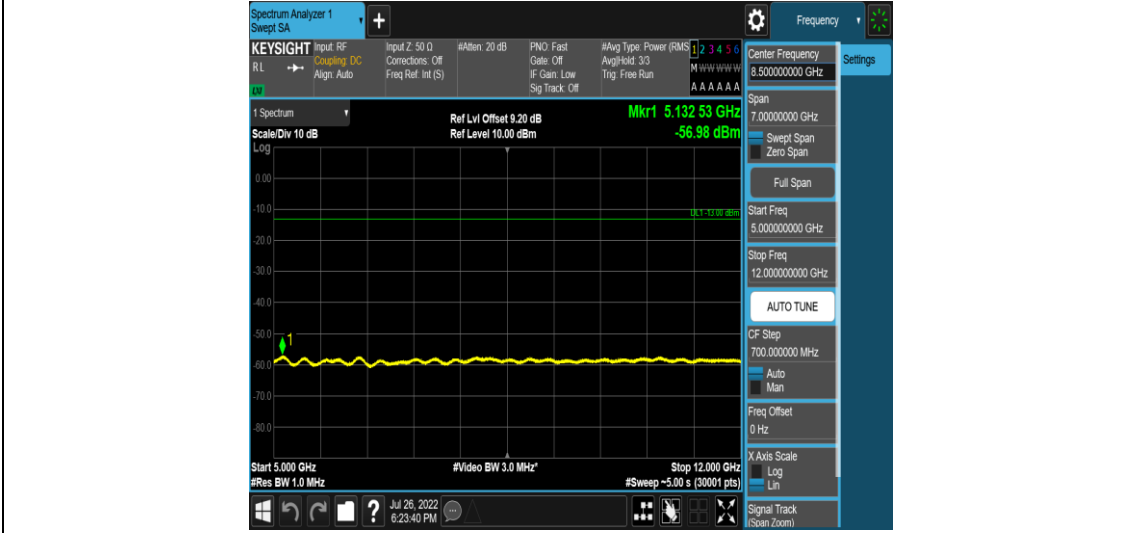 Spectrum Analyzer 1
Swept SA
+
Frequency
KEYSIGHT
RL
LXI
Input: RF
Coupling: DC
Align: Auto
Input Z: 50 Ω
Corrections: Off
Freq Ref: Int (S)
#Atten: 20 dB
PNO: Fast
Gate: Off
IF Gain: Low
Sig Track: Off
#Avg Type: Power (RMS
Avg|Hold: 3/3
Trig: Free Run
1 2 3 4 5 6
M W W W W W
A A A A A A
1 Spectrum
Scale/Div 10 dB
Log
Ref Lvl Offset 9.20 dB
Ref Level 10.00 dBm
Mkr1 5.132 53 GHz
-56.98 dBm
0.00
-10.0
DL1 -13.00 dBm
-20.0
-30.0
-40.0
-50.0
1
-60.0
-70.0
-80.0
Start 5.000 GHz
#Res BW 1.0 MHz
#Video BW 3.0 MHz*
Stop 12.000 GHz
#Sweep ~5.00 s (30001 pts)
?
Jul 26, 2022
6:23:40 PM
Center Frequency
8.50000000 GHz
Settings
Span
7.00000000 GHz
Swept Span
Zero Span
Full Span
Start Freq
5.000000000 GHz
Stop Freq
12.000000000 GHz
AUTO TUNE
CF Step
700.000000 MHz
Auto
Man
Freq Offset
0 Hz
X Axis Scale
Log
Lin
Signal Track
(Span Zoom)